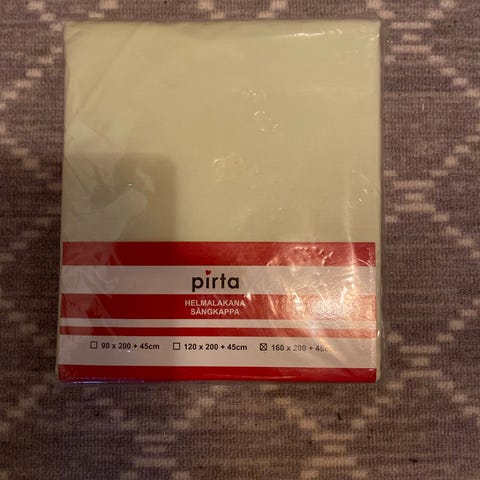 pirta
HELMALAKANA
SÄNGKAPPA
☐ 90 x 200 + 45cm ☐ 120 x 200 + 45cm ☒ 160 x 200 + 45cm